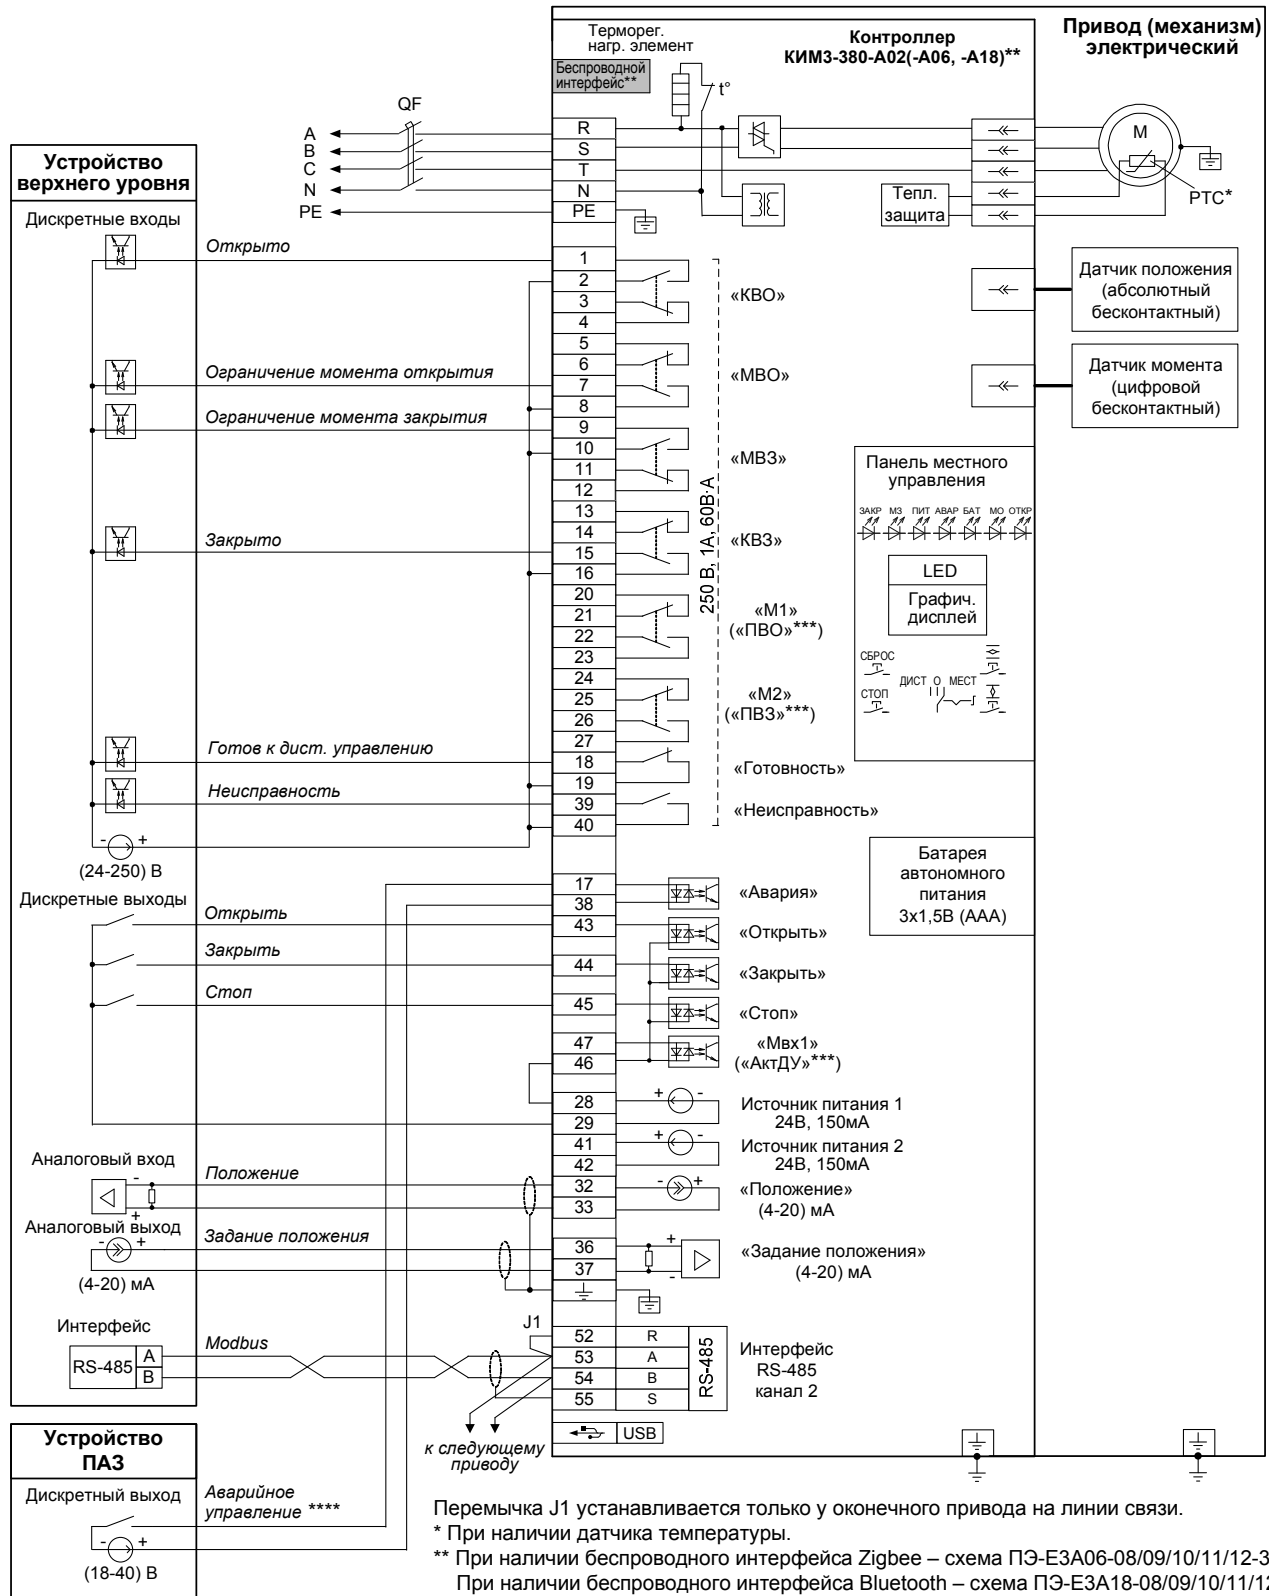 Привод (механизм)
электрический
Контроллер
КИМ3-380-А02(-А06, -А18)**
Терморег.
нагр. элемент
Беспроводной
интерфейс**
t°
QF
A
B
C
N
PE
R
S
T
N
PE
Тепл.
защита
M
PTC*
Устройство
верхнего уровня
Дискретные входы
Открыто
Ограничение момента открытия
Ограничение момента закрытия
Закрыто
Готов к дист. управлению
Неисправность
- +
(24-250) В
1
2
3
4
5
6
7
8
9
10
11
12
13
14
15
16
20
21
22
23
24
25
26
27
18
19
39
40
«КВО»
«МВО»
«МВЗ»
«КВЗ»
«М1»
(«ПВО»***)
«М2»
(«ПВЗ»***)
«Готовность»
«Неисправность»
250 В, 1А, 60В·А
Датчик положения
(абсолютный
бесконтактный)
Датчик момента
(цифровой
бесконтактный)
Панель местного
управления
ЗАКР МЗ ПИТ АВАР БАТ МО ОТКР
LED
Графич.
дисплей
СБРОС
СТОП
ДИСТ О МЕСТ
Батарея
автономного
питания
3х1,5В (ААА)
Дискретные выходы
Открыть
Закрыть
Стоп
17
38
43
44
45
47
46
28
29
41
42
32
33
36
37
«Авария»
«Открыть»
«Закрыть»
«Стоп»
«Мвх1»
(«АктДУ»***)
+ -
Источник питания 1
24В, 150мА
+ -
Источник питания 2
24В, 150мА
- +
«Положение»
(4-20) мА
+
-
«Задание положения»
(4-20) мА
Аналоговый вход
-
+
Положение
Аналоговый выход
- +
(4-20) мА
Задание положения
Интерфейс
RS-485
A
B
Modbus
J1
52 R
53 A
54 B
55 S
RS-485
Интерфейс
RS-485
канал 2
USB
к следующему
приводу
Устройство
ПАЗ
Дискретный выход
- +
(18-40) В
Аварийное
управление ****
Перемычка J1 устанавливается только у оконечного привода на линии связи.
* При наличии датчика температуры.
** При наличии беспроводного интерфейса Zigbee – схема ПЭ-Е3А06-08/09/10/11/12-3
При наличии беспроводного интерфейса Bluetooth – схема ПЭ-Е3А18-08/09/10/11/12